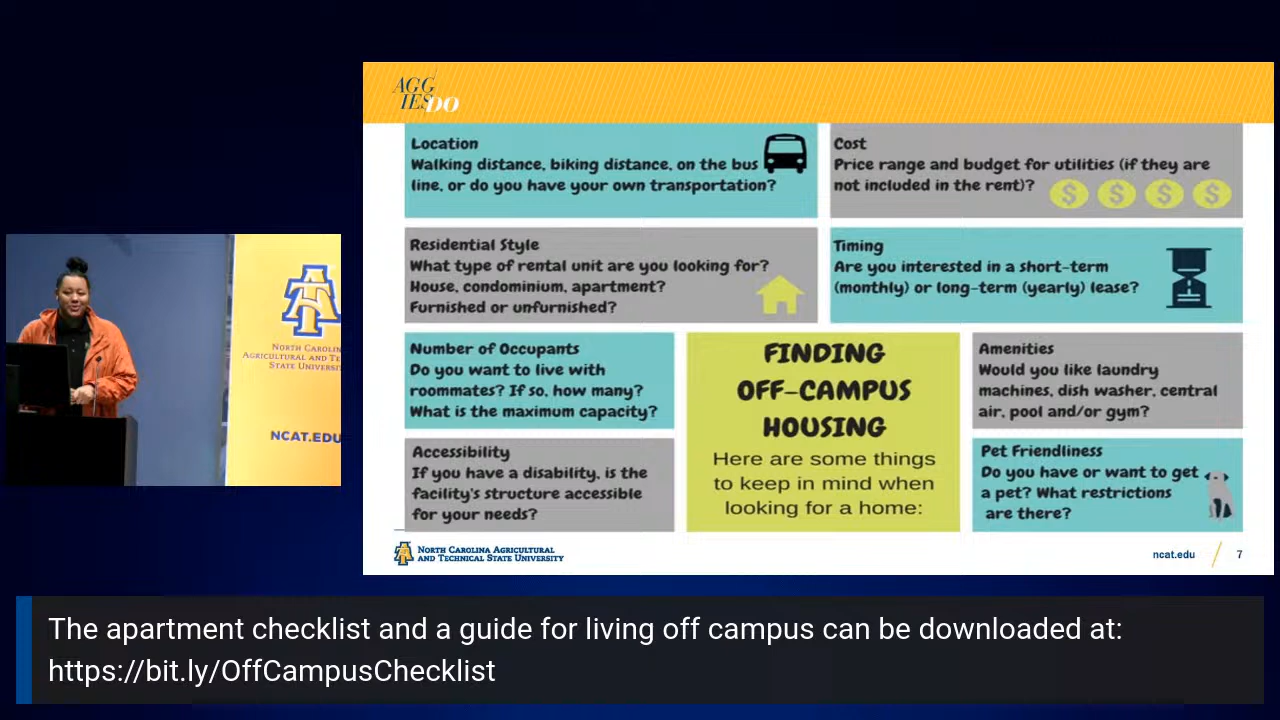 AGG
IES DO
Location
Walking distance, biking distance, on the bus
line, or do you have your own transportation?
Cost
Price range and budget for utilities (if they are
not included in the rent)?
$ $ $ $
Residential Style
What type of rental unit are you looking for?
House, condominium, apartment?
Furnished or unfurnished?
Timing
Are you interested in a short-term
(monthly) or long-term (yearly) lease?
Number of Occupants
Do you want to live with
roommates? If so, how many?
What is the maximum capacity?
FINDING
OFF-CAMPUS
HOUSING
Here are some things
to keep in mind when
looking for a home:
Amenities
Would you like laundry
machines, dish washer, central
air, pool and/or gym?
Accessibility
If you have a disability, is the
facility's structure accessible
for your needs?
Pet Friendliness
Do you have or want to get
a pet? What restrictions
are there?
NORTH CAROLINA AGRICULTURAL
AND TECHNICAL STATE UNIVERSITY
ncat.edu
7
NORTH CAROLINA
AGRICULTURAL AND TE
STATE UNIVERSI
NCAT.EDU
The apartment checklist and a guide for living off campus can be downloaded at:
https://bit.ly/OffCampusChecklist